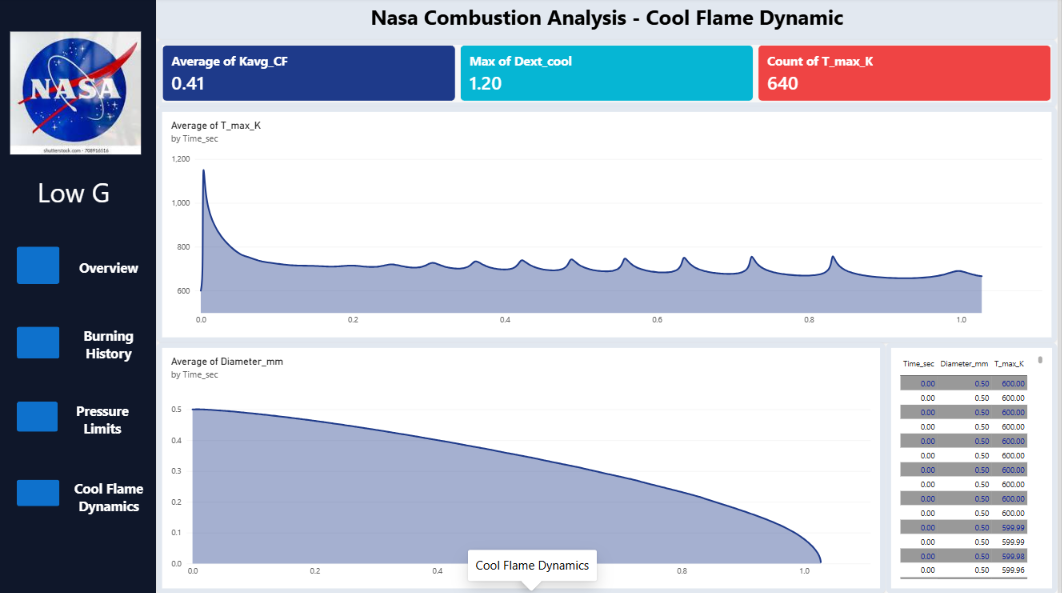 Nasa Combustion Analysis - Cool Flame Dynamic
NASA
shutterstock.com · 708916516
Low G
Overview
Burning
History
Pressure
Limits
Cool Flame
Dynamics
Average of Kavg_CF
0.41
Max of Dext_cool
1.20
Count of T_max_K
640
Average of T_max_K
by Time_sec
1,200
1,000
800
600
0.0 0.2 0.4 0.6 0.8 1.0
Average of Diameter_mm
by Time_sec
0.5
0.4
0.3
0.2
0.1
0.0
0.0 0.2 0.4 0.8 1.0
Cool Flame Dynamics
Time_sec Diameter_mm T_max_K
0.00 0.50 600.00
0.00 0.50 600.00
0.00 0.50 600.00
0.00 0.50 600.00
0.00 0.50 600.00
0.00 0.50 600.00
0.00 0.50 600.00
0.00 0.50 600.00
0.00 0.50 600.00
0.00 0.50 600.00
0.00 0.50 599.99
0.00 0.50 599.99
0.00 0.50 599.98
0.00 0.50 599.96